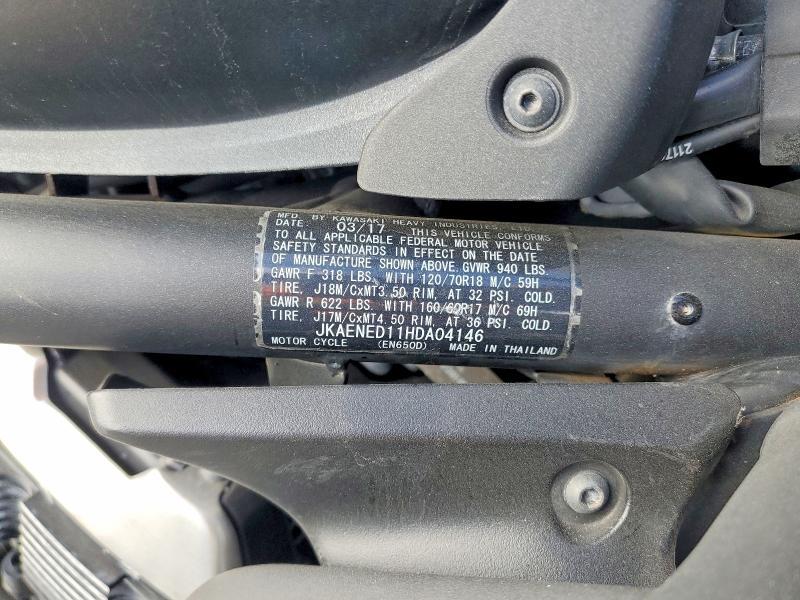 MFD. BY KAWASAKI HEAVY INDUSTRIES, LTD.
DATE: 03/17 THIS VEHICLE CONFORMS
TO ALL APPLICABLE FEDERAL MOTOR VEHICLE
SAFETY STANDARDS IN EFFECT ON THE DATE
OF MANUFACTURE SHOWN ABOVE. GVWR 940 LBS.
GAWR F 318 LBS. WITH 120/70R18 M/C 59H
TIRE, J18M/CxMT3.50 RIM, AT 32 PSI. COLD.
GAWR R 622 LBS. WITH 160/60R17 M/C 69H
TIRE, J17M/CxMT4.50 RIM, AT 36 PSI. COLD.
JKAENED11HDA04146
MOTOR CYCLE (EN650D) MADE IN THAILAND